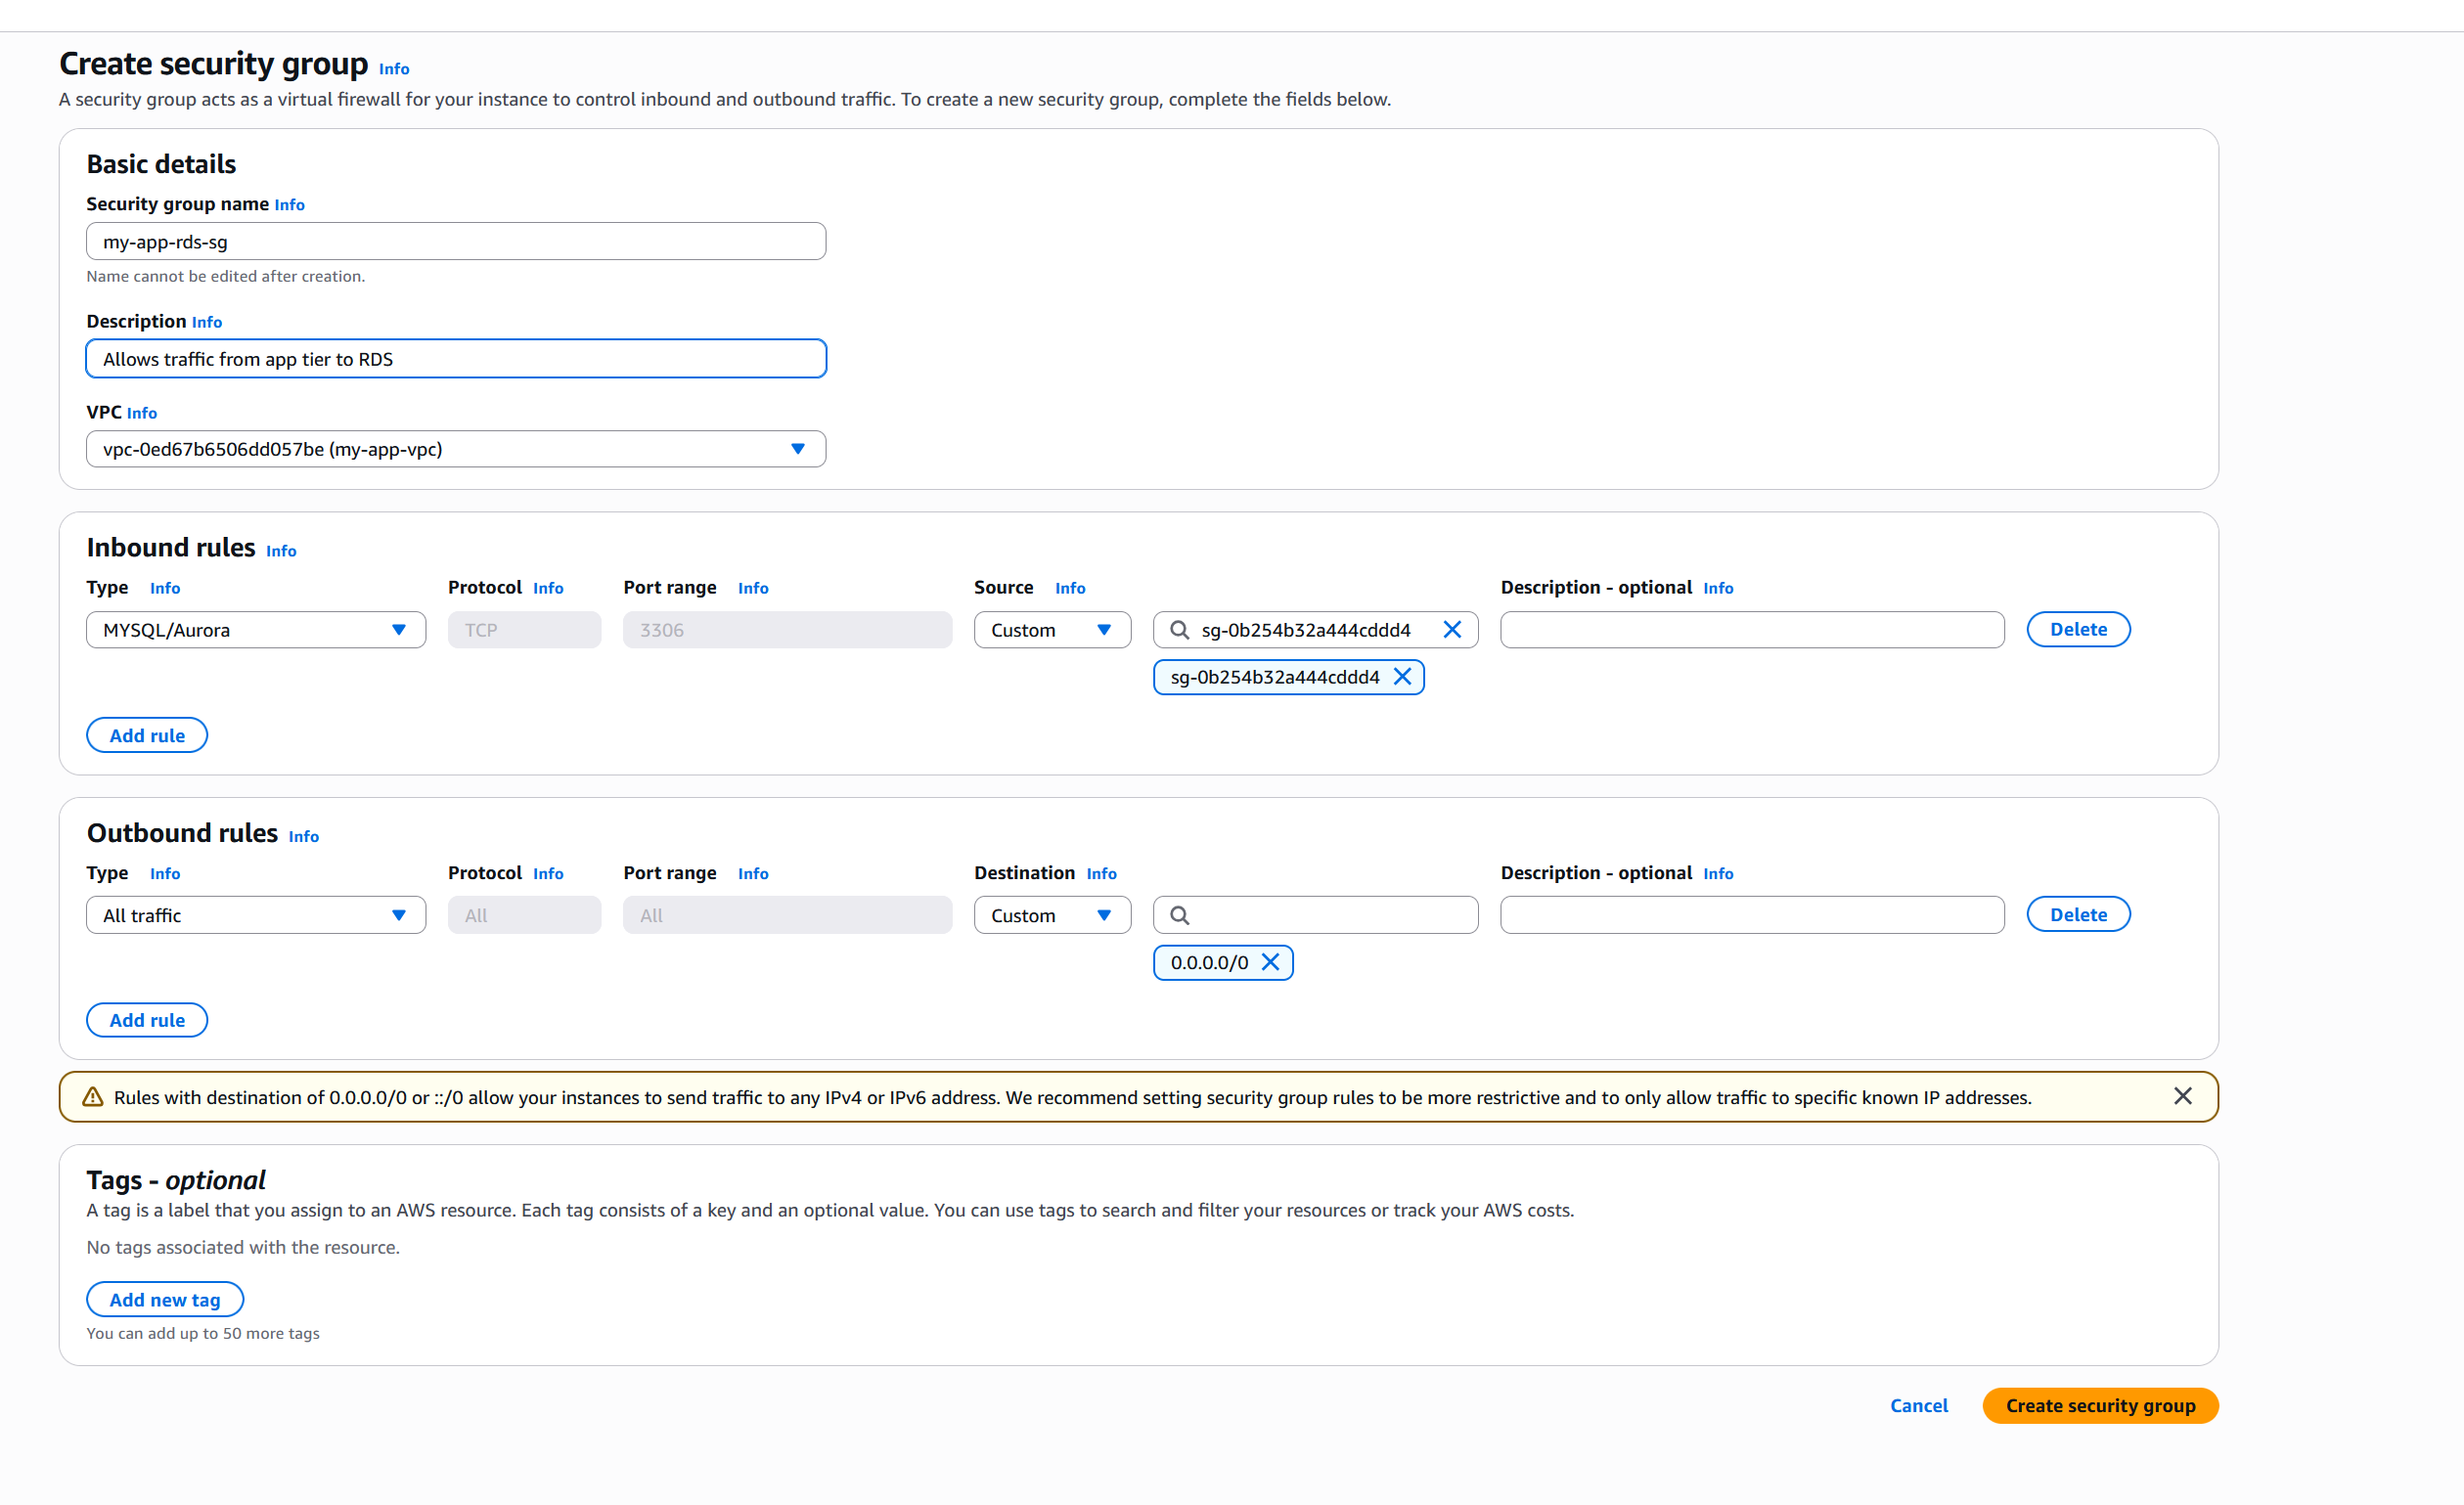 Create security group Info
A security group acts as a virtual firewall for your instance to control inbound and outbound traffic. To create a new security group, complete the fields below.
Basic details
Security group name Info
my-app-rds-sg
Name cannot be edited after creation.
Description Info
Allows traffic from app tier to RDS
VPC Info
vpc-0ed67b6506dd057be (my-app-vpc)
Inbound rules Info
Type Info Protocol Info Port range Info Source Info Description - optional Info
MYSQL/Aurora TCP 3306 Custom sg-0b254b32a444cddd4 Delete
sg-0b254b32a444cddd4
Add rule
Outbound rules Info
Type Info Protocol Info Port range Info Destination Info Description - optional Info
All traffic All All Custom Delete
0.0.0.0/0
Add rule
Rules with destination of 0.0.0.0/0 or ::/0 allow your instances to send traffic to any IPv4 or IPv6 address. We recommend setting security group rules to be more restrictive and to only allow traffic to specific known IP addresses.
Tags - optional
A tag is a label that you assign to an AWS resource. Each tag consists of a key and an optional value. You can use tags to search and filter your resources or track your AWS costs.
No tags associated with the resource.
Add new tag
You can add up to 50 more tags
Cancel Create security group